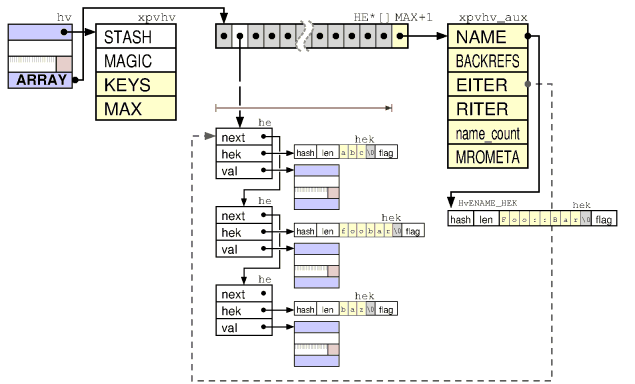 hv
xpvhv
HE*[] MAX+1
xpvhv_aux
STASH
MAGIC
KEYS
MAX
ARRAY
NAME
BACKREFS
EITER
RITER
name_count
MROMETA
he
next
hek
val
hek
hash len a b c \0 flag
HvENAME_HEK
hek
hash len F o o : : B a r \0 flag
he
next
hek
val
hek
hash len f o o b a r \0 flag
he
next
hek
val
hek
hash len b a z \0 flag